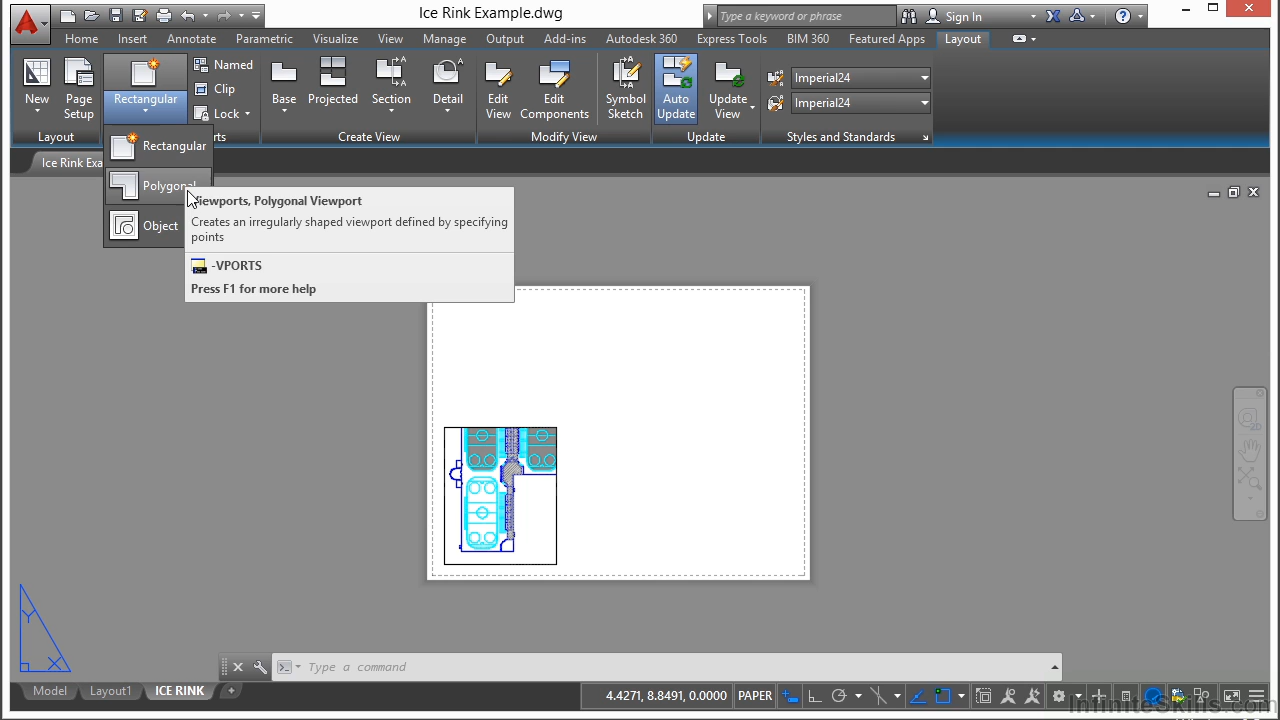 Ice Rink Example.dwg
Type a keyword or phrase
Sign In
Home Insert Annotate Parametric Visualize View Manage Output Add-ins Autodesk 360 Express Tools BIM 360 Featured Apps Layout
New
Page Setup
Rectangular
Named
Clip
Lock
Base
Projected
Section
Detail
Edit View
Edit Components
Symbol Sketch
Auto Update
Update View
Imperial24
Imperial24
Layout
Create View
Modify View
Update
Styles and Standards
Rectangular
Polygonal
Object
Viewports, Polygonal Viewport
Creates an irregularly shaped viewport defined by specifying
points
-VPORTS
Press F1 for more help
Y
X
Type a command
Model Layout1 ICE RINK
4.4271, 8.8491, 0.0000 PAPER
InfiniteSkills.com